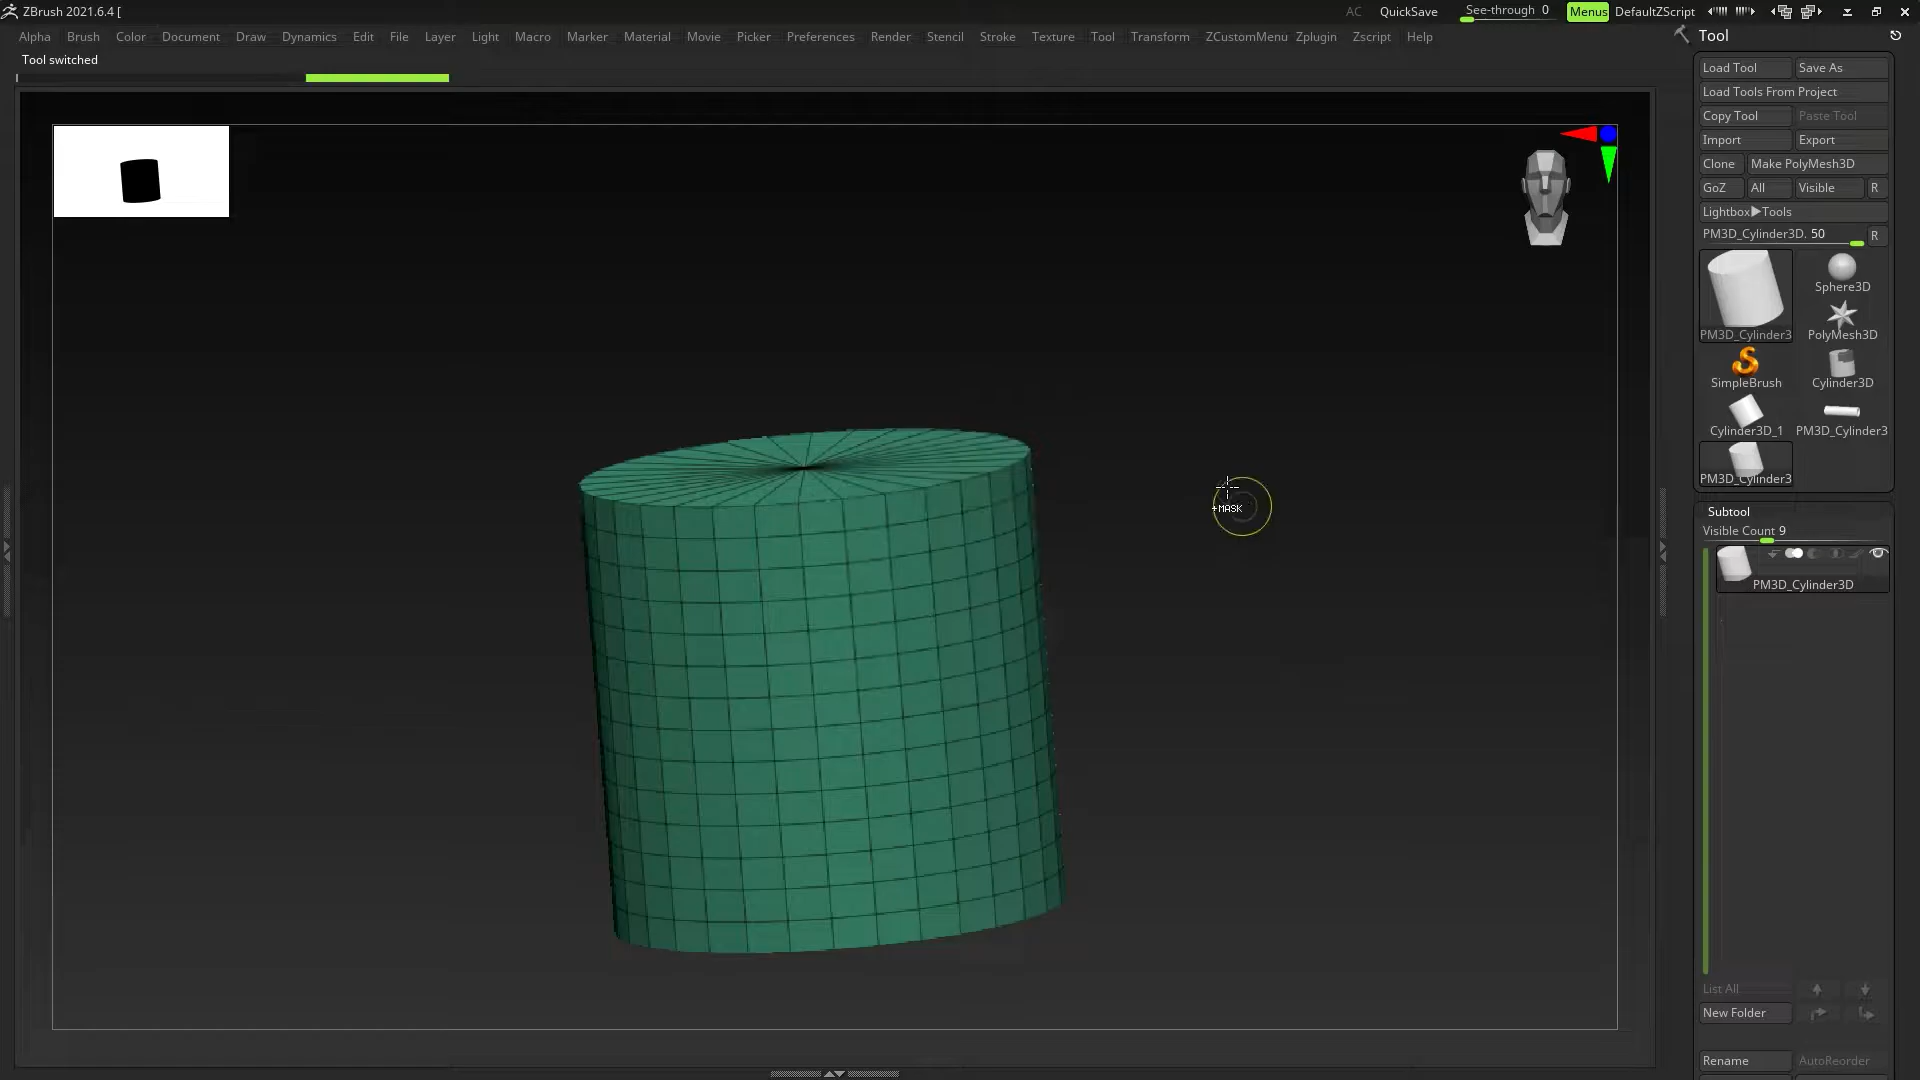 ZBrush 2021.6.4 [
AC QuickSave See-through 0 Menus DefaultZScript
Alpha Brush Color Document Draw Dynamics Edit File Layer Light Macro Marker Material Movie Picker Preferences Render Stencil Stroke Texture Tool Transform ZCustomMenu Zplugin Zscript Help
Tool switched
+MASK
Tool
Load Tool Save As
Load Tools From Project
Copy Tool Paste Tool
Import Export
Clone Make PolyMesh3D
GoZ All Visible R
Lightbox▶Tools
PM3D_Cylinder3D. 50 R
Sphere3D
PM3D_Cylinder3 PolyMesh3D
SimpleBrush Cylinder3D
Cylinder3D_1 PM3D_Cylinder3
PM3D_Cylinder3
Subtool
Visible Count 9
PM3D_Cylinder3D
List All
New Folder
Rename AutoReorder